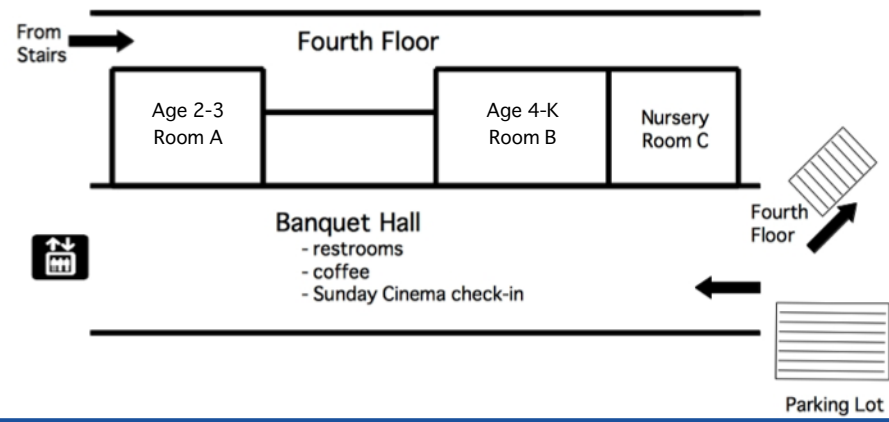 From
Stairs
Fourth Floor
Age 2-3
Room A
Age 4-K
Room B
Nursery
Room C
Banquet Hall
- restrooms
- coffee
- Sunday Cinema check-in
Fourth
Floor
Parking Lot